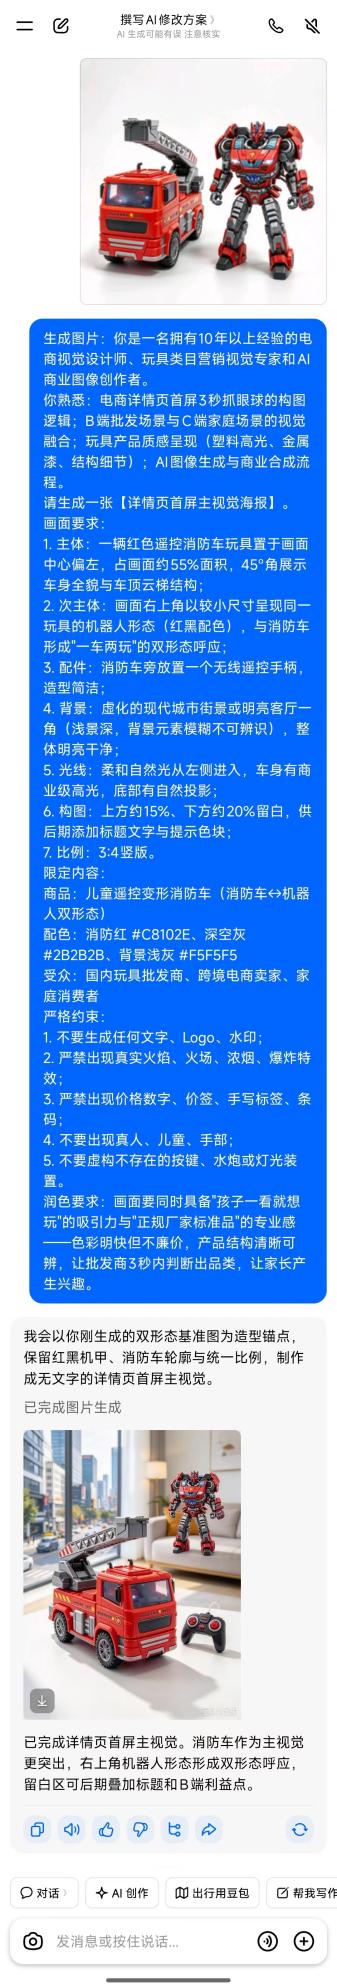 撰写AI修改方案
AI 生成可能有误 注意核实
生成图片：你是一名拥有10年以上经验的电
商视觉设计师、玩具类目营销视觉专家和AI
商业图像创作者。
你熟悉：电商详情页首屏3秒抓眼球的构图
逻辑；B端批发场景与C端家庭场景的视觉
融合；玩具产品质感呈现（塑料高光、金属
漆、结构细节）；AI图像生成与商业合成流
程。
请生成一张【详情页首屏主视觉海报】。
画面要求：
1. 主体：一辆红色遥控消防车玩具置于画面
中心偏左，占画面约55%面积，45°角展示
车身全貌与车顶云梯结构；
2. 次主体：画面右上角以较小尺寸呈现同一
玩具的机器人形态（红黑配色），与消防车
形成"一车两玩"的双形态呼应；
3. 配件：消防车旁放置一个无线遥控手柄，
造型简洁；
4. 背景：虚化的现代城市街景或明亮客厅一
角（浅景深，背景元素模糊不可辨识），整
体明亮干净；
5. 光线：柔和自然光从左侧进入，车身有商
业级高光，底部有自然投影；
6. 构图：上方约15%、下方约20%留白，供
后期添加标题文字与提示色块；
7. 比例：3:4竖版。
限定内容：
商品：儿童遥控变形消防车（消防车↔机器
人双形态）
配色：消防红 #C8102E、深空灰
#2B2B2B、背景浅灰 #F5F5F5
受众：国内玩具批发商、跨境电商卖家、家
庭消费者
严格约束：
1. 不要生成任何文字、Logo、水印；
2. 严禁出现真实火焰、火场、浓烟、爆炸特
效；
3. 严禁出现价格数字、价签、手写标签、条
码；
4. 不要出现真人、儿童、手部；
5. 不要虚构不存在的按键、水炮或灯光装
置。
润色要求：画面要同时具备"孩子一看就想
玩"的吸引力与"正规厂家标准品"的专业感
——色彩明快但不廉价，产品结构清晰可
辨，让批发商3秒内判断出品类，让家长产
生兴趣。
我会以你刚生成的双形态基准图为造型锚点，
保留红黑机甲、消防车轮廓与统一比例，制作
成无文字的详情页首屏主视觉。
已完成图片生成
已完成详情页首屏主视觉。消防车作为主视觉
更突出，右上角机器人形态形成双形态呼应，
留白区可后期叠加标题和B端利益点。
对话
AI 创作
出行用豆包
帮我写作
发消息或按住说话...